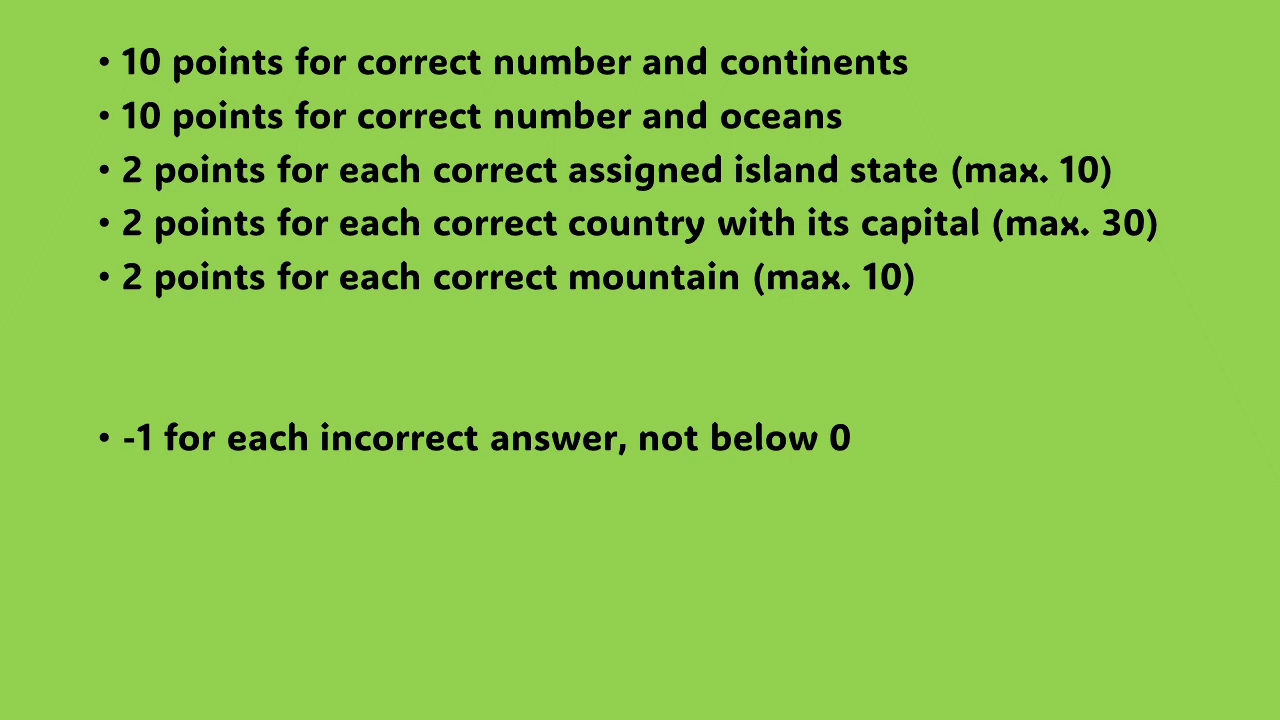 • 10 points for correct number and continents
• 10 points for correct number and oceans
• 2 points for each correct assigned island state (max. 10)
• 2 points for each correct country with its capital (max. 30)
• 2 points for each correct mountain (max. 10)
• -1 for each incorrect answer, not below 0